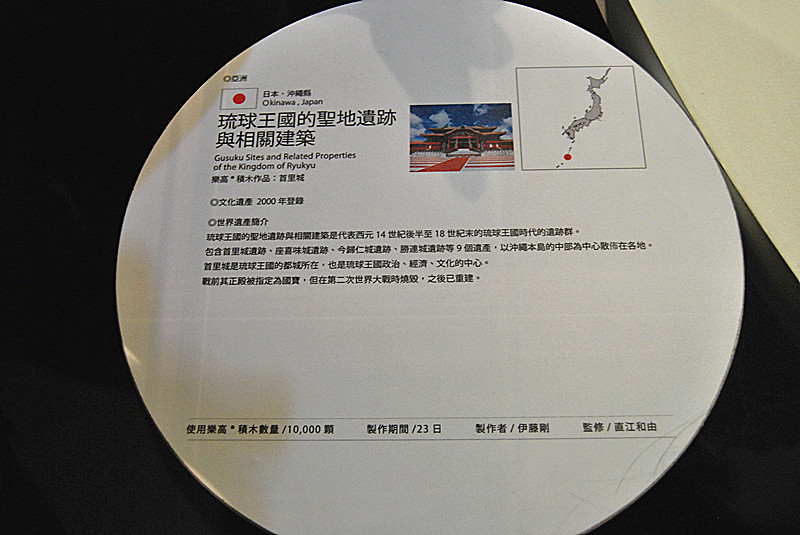 ◎亞洲
日本・沖繩縣
Okinawa, Japan
琉球王國的聖地遺跡
與相關建築
Gusuku Sites and Related Properties
of the Kingdom of Ryukyu
樂高®積木作品：首里城
◎文化遺產 2000 年登錄
◎世界遺產簡介
琉球王國的聖地遺跡與相關建築是代表西元 14 世紀後半至 18 世紀末的琉球王國時代的遺跡群。
包含首里城遺跡、座喜味城遺跡、今歸仁城遺跡、勝連城遺跡等 9 個遺產，以沖繩本島的中部為中心散佈在各地。
首里城是琉球王國的都城所在，也是琉球王國政治、經濟、文化的中心。
戰前其正殿被指定為國寶，但在第二次世界大戰時燒毀，之後已重建。
使用樂高®積木數量 /10,000 顆 製作期間 /23 日 製作者 / 伊藤剛 監修 / 直江和由